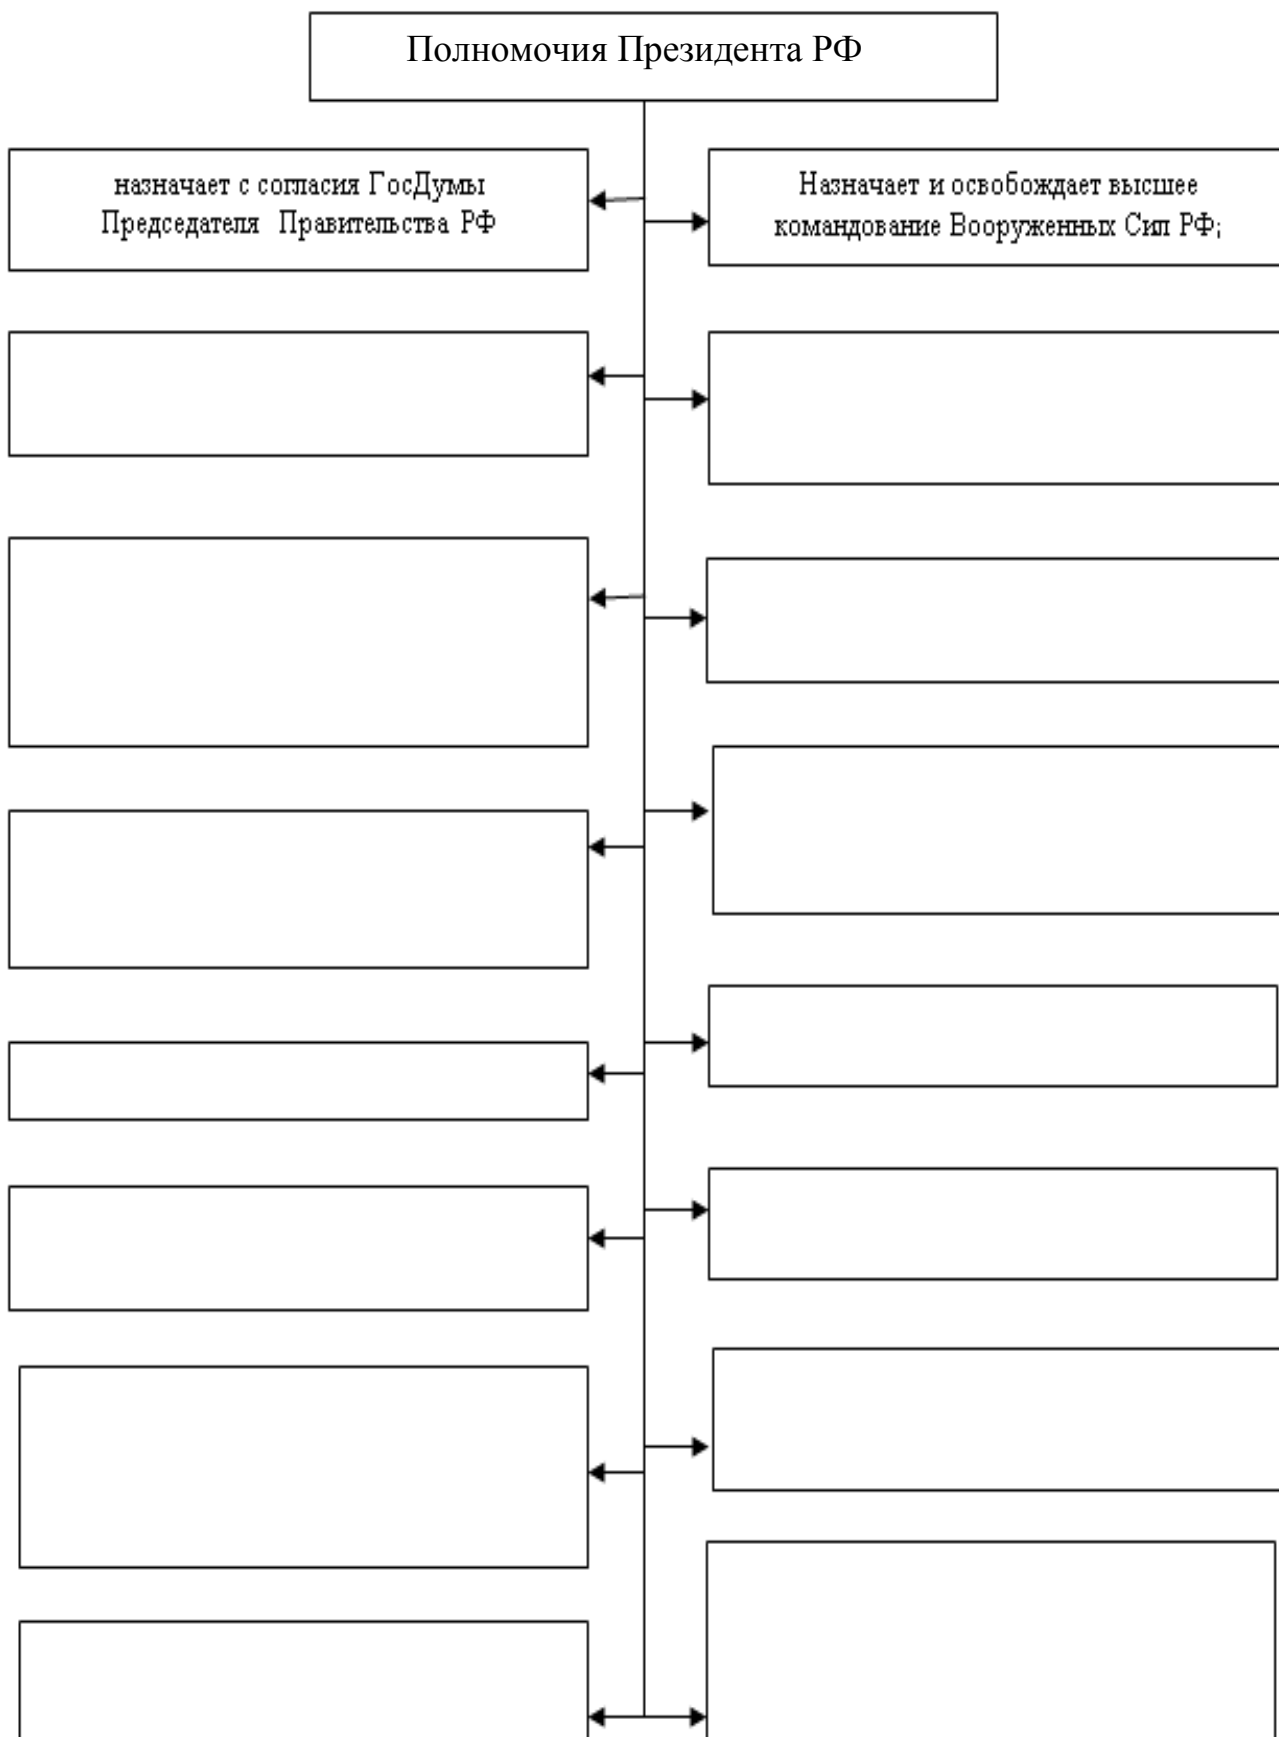 Полномочия Президента РФ
назначает с согласия ГосДумы
Председателя Правительства РФ
Назначает и освобождает высшее
командование Вооруженных Сил РФ;